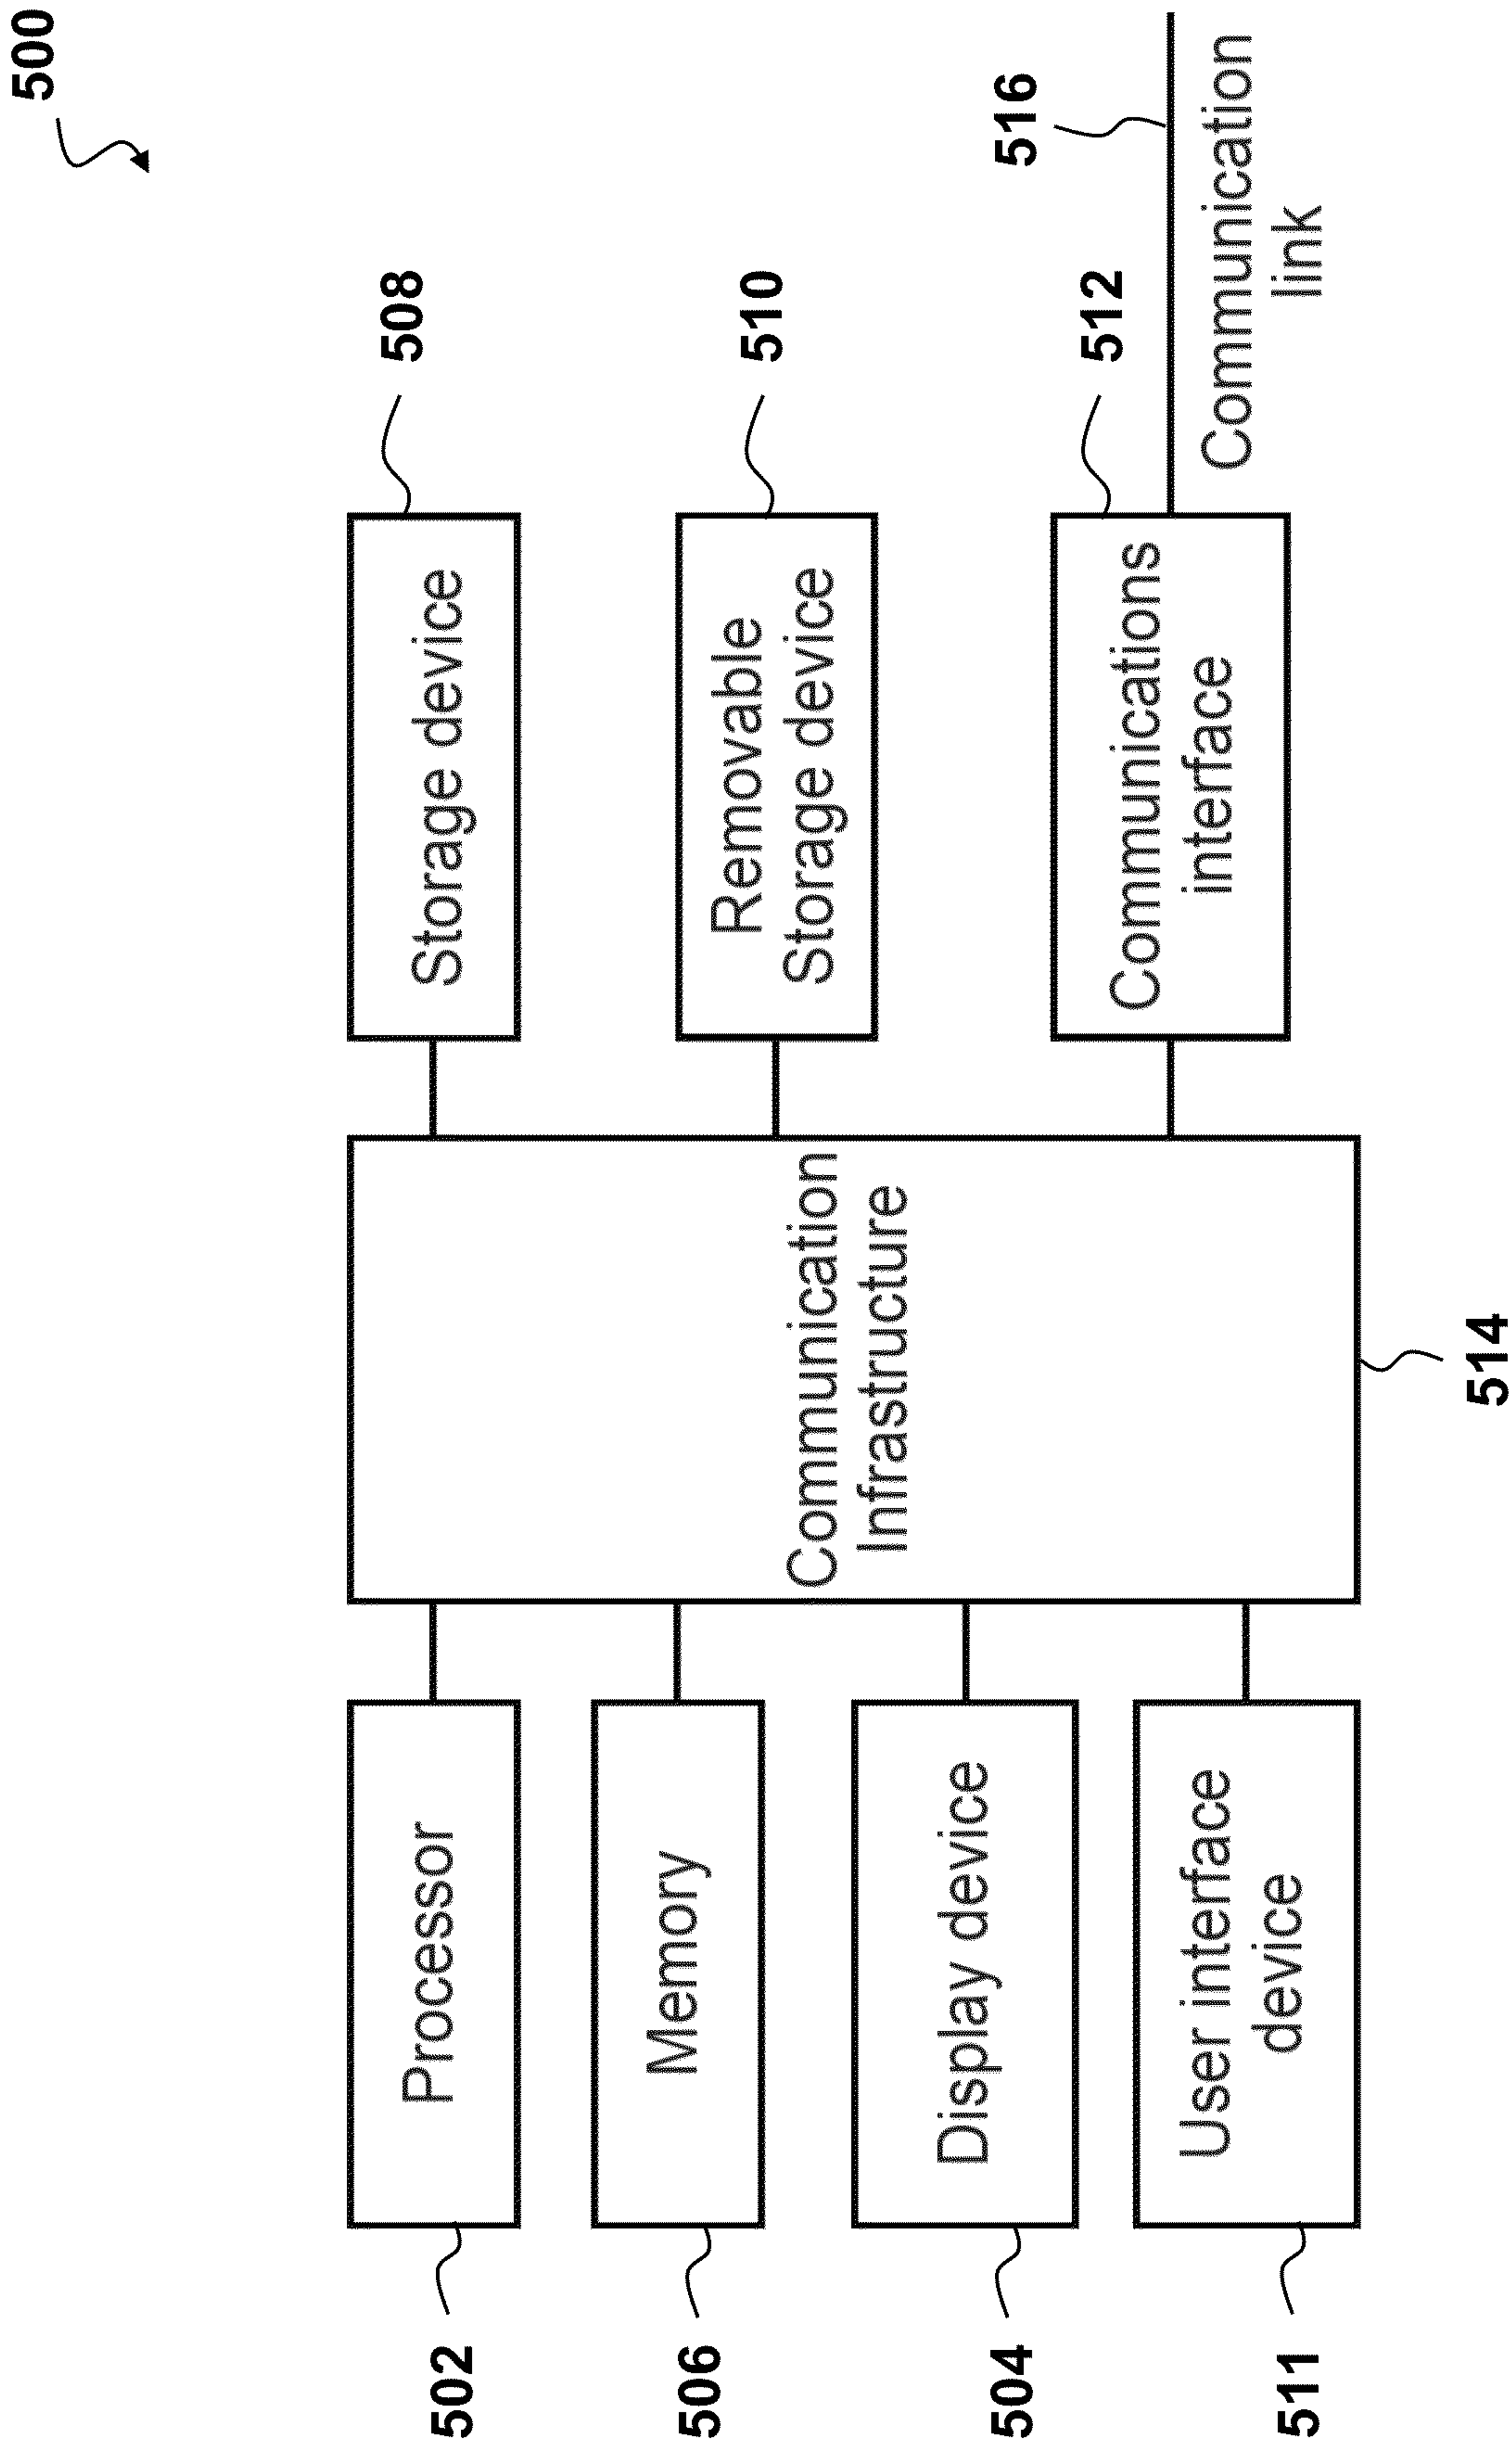 500
502
Processor
506
Memory
504
Display device
511
User interface
device
Communication
Infrastructure
514
Storage device
508
Removable
Storage device
510
Communications
interface
512
516
Communication
link